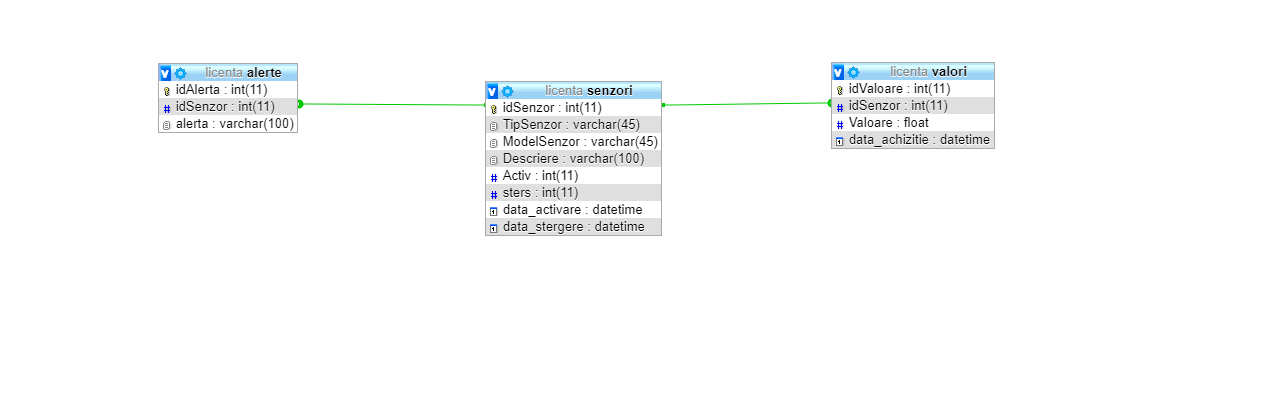 licenta alerte
idAlerta : int(11)
idSenzor : int(11)
alerta : varchar(100)
licenta senzori
idSenzor : int(11)
TipSenzor : varchar(45)
ModelSenzor : varchar(45)
Descriere : varchar(100)
Activ : int(11)
sters : int(11)
data_activare : datetime
data_stergere : datetime
licenta valori
idValoare : int(11)
idSenzor : int(11)
Valoare : float
data_achizitie : datetime